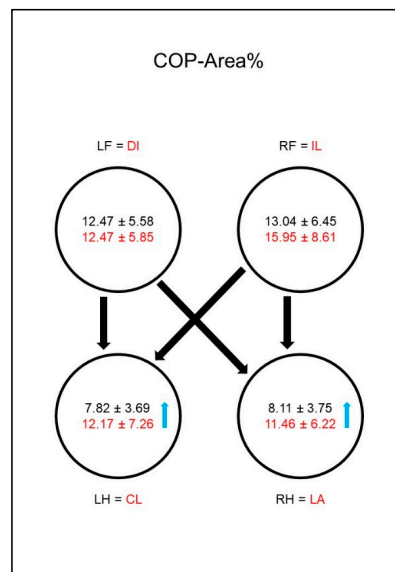 COP-Area%
LF = DI
RF = IL
12.47 ± 5.58
12.47 ± 5.85
13.04 ± 6.45
15.95 ± 8.61
7.82 ± 3.69
12.17 ± 7.26
8.11 ± 3.75
11.46 ± 6.22
LH = CL
RH = LA